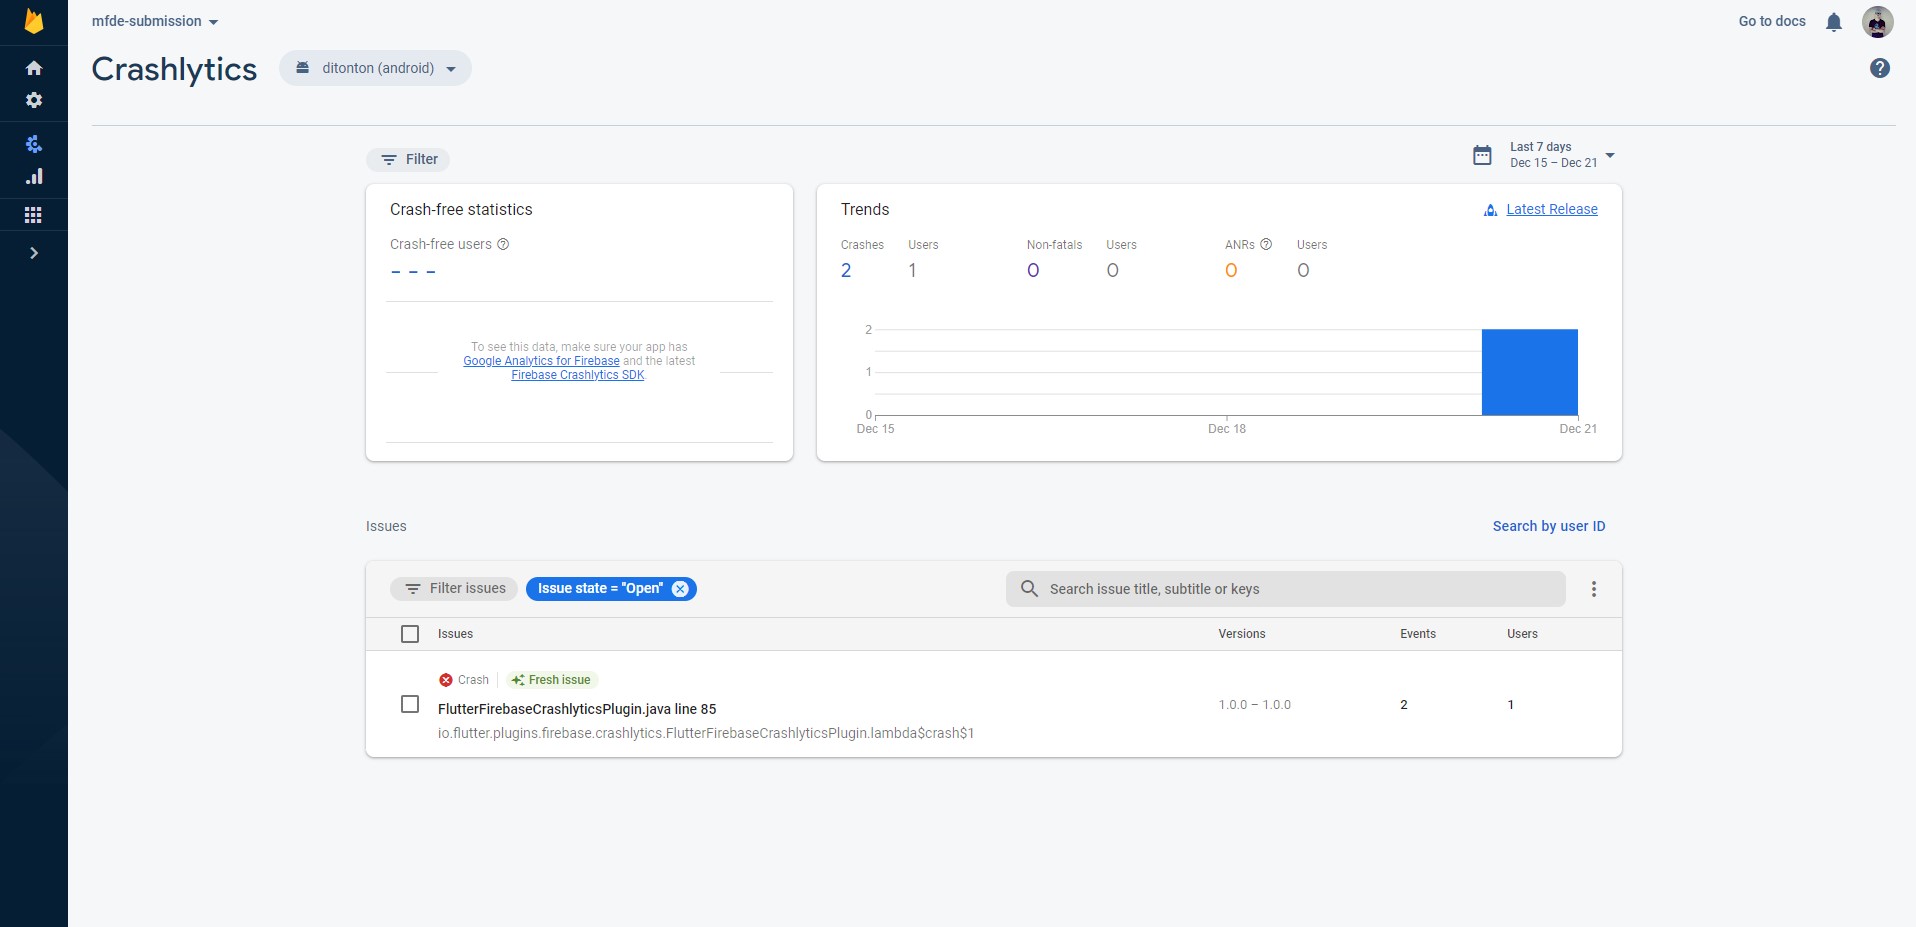 mfde-submission
Go to docs
Crashlytics
ditonton (android)
Filter
Last 7 days
Dec 15 – Dec 21
Crash-free statistics
Crash-free users
– – –
To see this data, make sure your app has
Google Analytics for Firebase and the latest
Firebase Crashlytics SDK.
Trends
Latest Release
Crashes Users Non-fatals Users ANRs Users
2 1 0 0 0 0
2
1
0
Dec 15 Dec 18 Dec 21
Issues
Search by user ID
Filter issues
Issue state = "Open"
Search issue title, subtitle or keys
Issues Versions Events Users
Crash Fresh issue
FlutterFirebaseCrashlyticsPlugin.java line 85
io.flutter.plugins.firebase.crashlytics.FlutterFirebaseCrashlyticsPlugin.lambda$crash$1
1.0.0 – 1.0.0 2 1